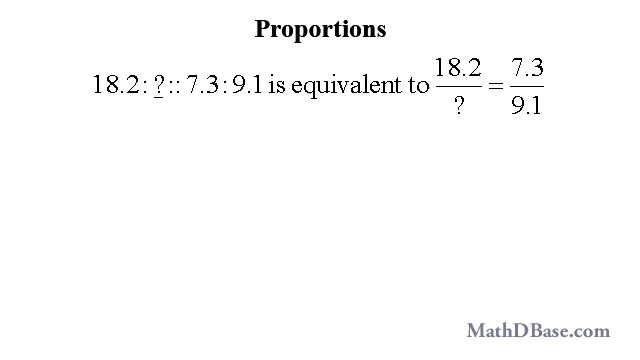 Proportions
18.2 : ? : : 7.3 : 9.1 is equivalent to 18.2/? = 7.3/9.1
MathDBase.com